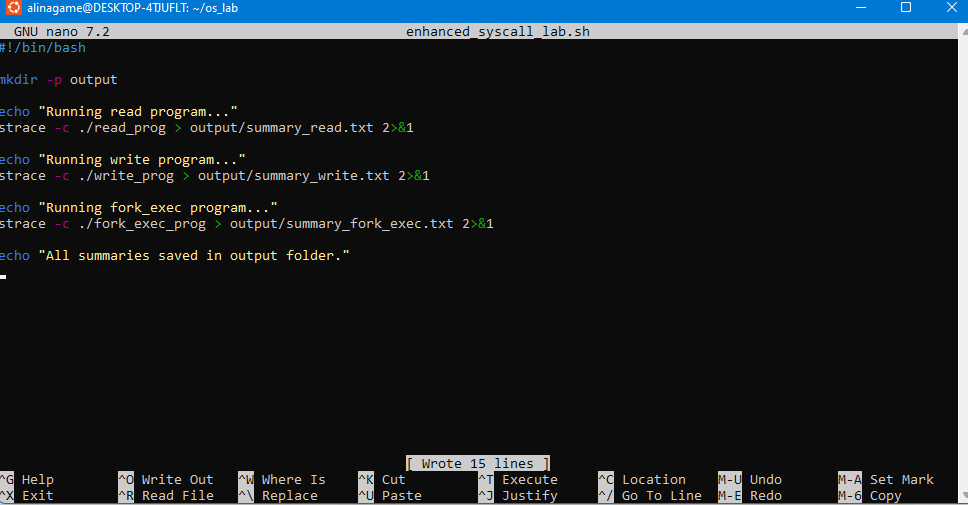 alinagame@DESKTOP-4TJUFLT: ~/os_lab
GNU nano 7.2 enhanced_syscall_lab.sh
#!/bin/bash
mkdir -p output
echo "Running read program..."
strace -c ./read_prog > output/summary_read.txt 2>&1
echo "Running write program..."
strace -c ./write_prog > output/summary_write.txt 2>&1
echo "Running fork_exec program..."
strace -c ./fork_exec_prog > output/summary_fork_exec.txt 2>&1
echo "All summaries saved in output folder."
[ Wrote 15 lines ]
^G Help ^O Write Out ^W Where Is ^K Cut ^T Execute ^C Location M-U Undo M-A Set Mark
^X Exit ^R Read File ^\ Replace ^U Paste ^J Justify ^/ Go To Line M-E Redo M-6 Copy